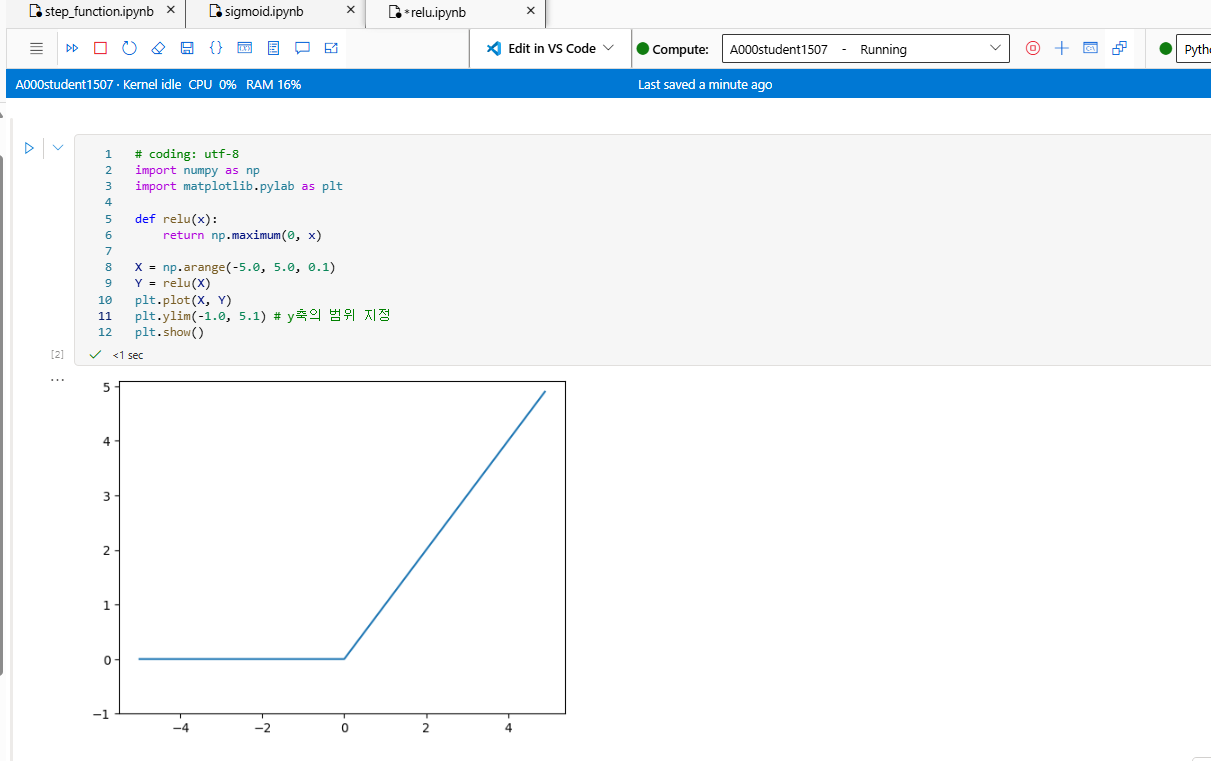 step_function.ipynb × sigmoid.ipynb × *relu.ipynb ×
Edit in VS Code Compute: A000student1507 - Running
A000student1507 · Kernel idle CPU 0% RAM 16% Last saved a minute ago
1 # coding: utf-8
2 import numpy as np
3 import matplotlib.pylab as plt
4
5 def relu(x):
6 return np.maximum(0, x)
7
8 X = np.arange(-5.0, 5.0, 0.1)
9 Y = relu(X)
10 plt.plot(X, Y)
11 plt.ylim(-1.0, 5.1) # y축의 범위 지정
12 plt.show()
[2] <1 sec
...
5
4
3
2
1
0
−1
−4 −2 0 2 4